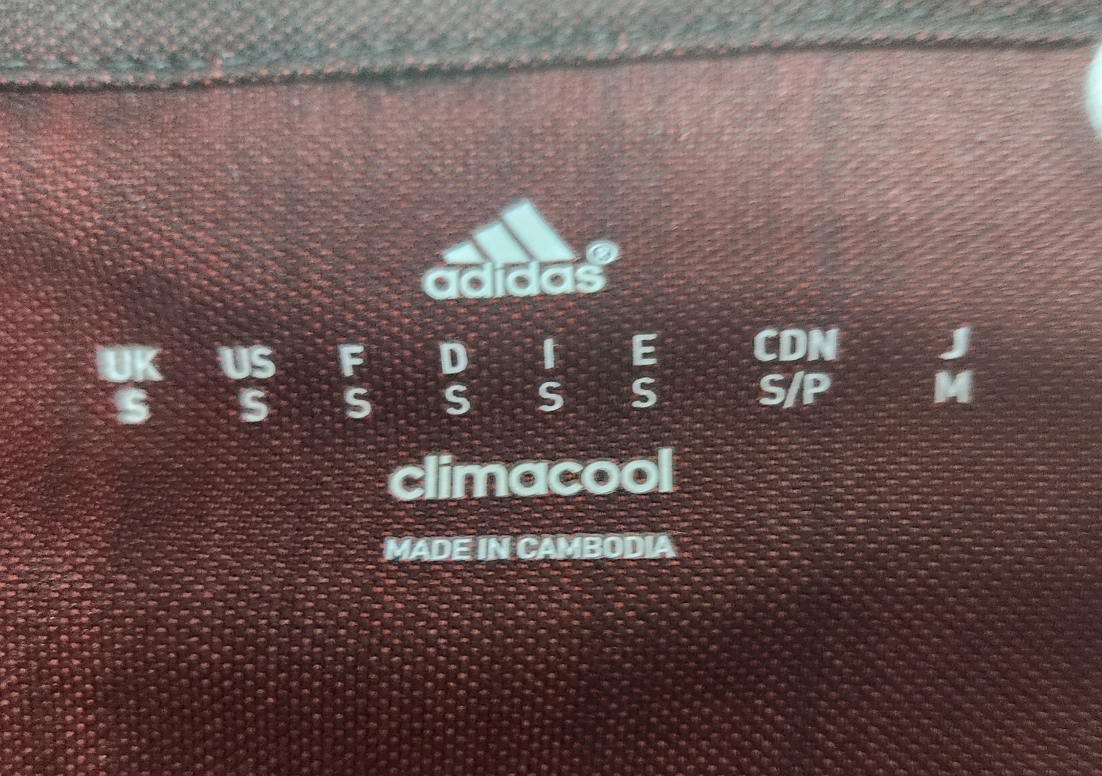 adidas®
UK US F D I E CDN J
S S S S S S S/P M
climacool
MADE IN CAMBODIA